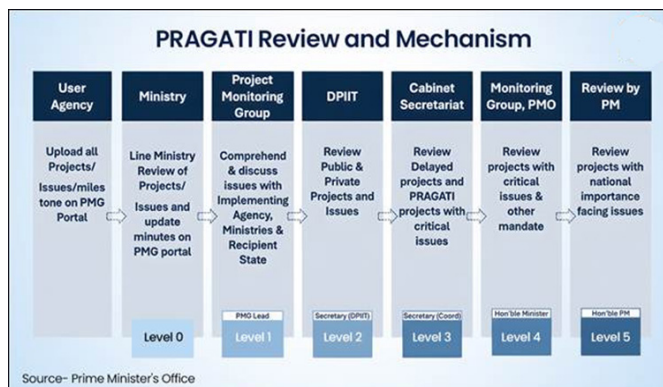 PRAGATI Review and Mechanism
User
Agency
Upload all
Projects/
Issues/miles
tone on PMG
Portal
Ministry
Line Ministry
Review of
Projects/
Issues and
update
minutes on
PMG portal
Level 0
Project
Monitoring
Group
Comprehend
& discuss
issues with
Implementing
Agency,
Ministries &
Recipient
State
PMG Lead
Level 1
DPIIT
Review
Public &
Private
Projects and
Issues
Secretary (DPIIT)
Level 2
Cabinet
Secretariat
Review
Delayed
projects and
PRAGATI
projects with
critical
issues
Secretary (Coord)
Level 3
Monitoring
Group, PMO
Review
projects with
critical
issues &
other
mandate
Hon'ble Minister
Level 4
Review by
PM
Review
projects with
national
importance
facing issues
Hon'ble PM
Level 5
Source- Prime Minister's Office